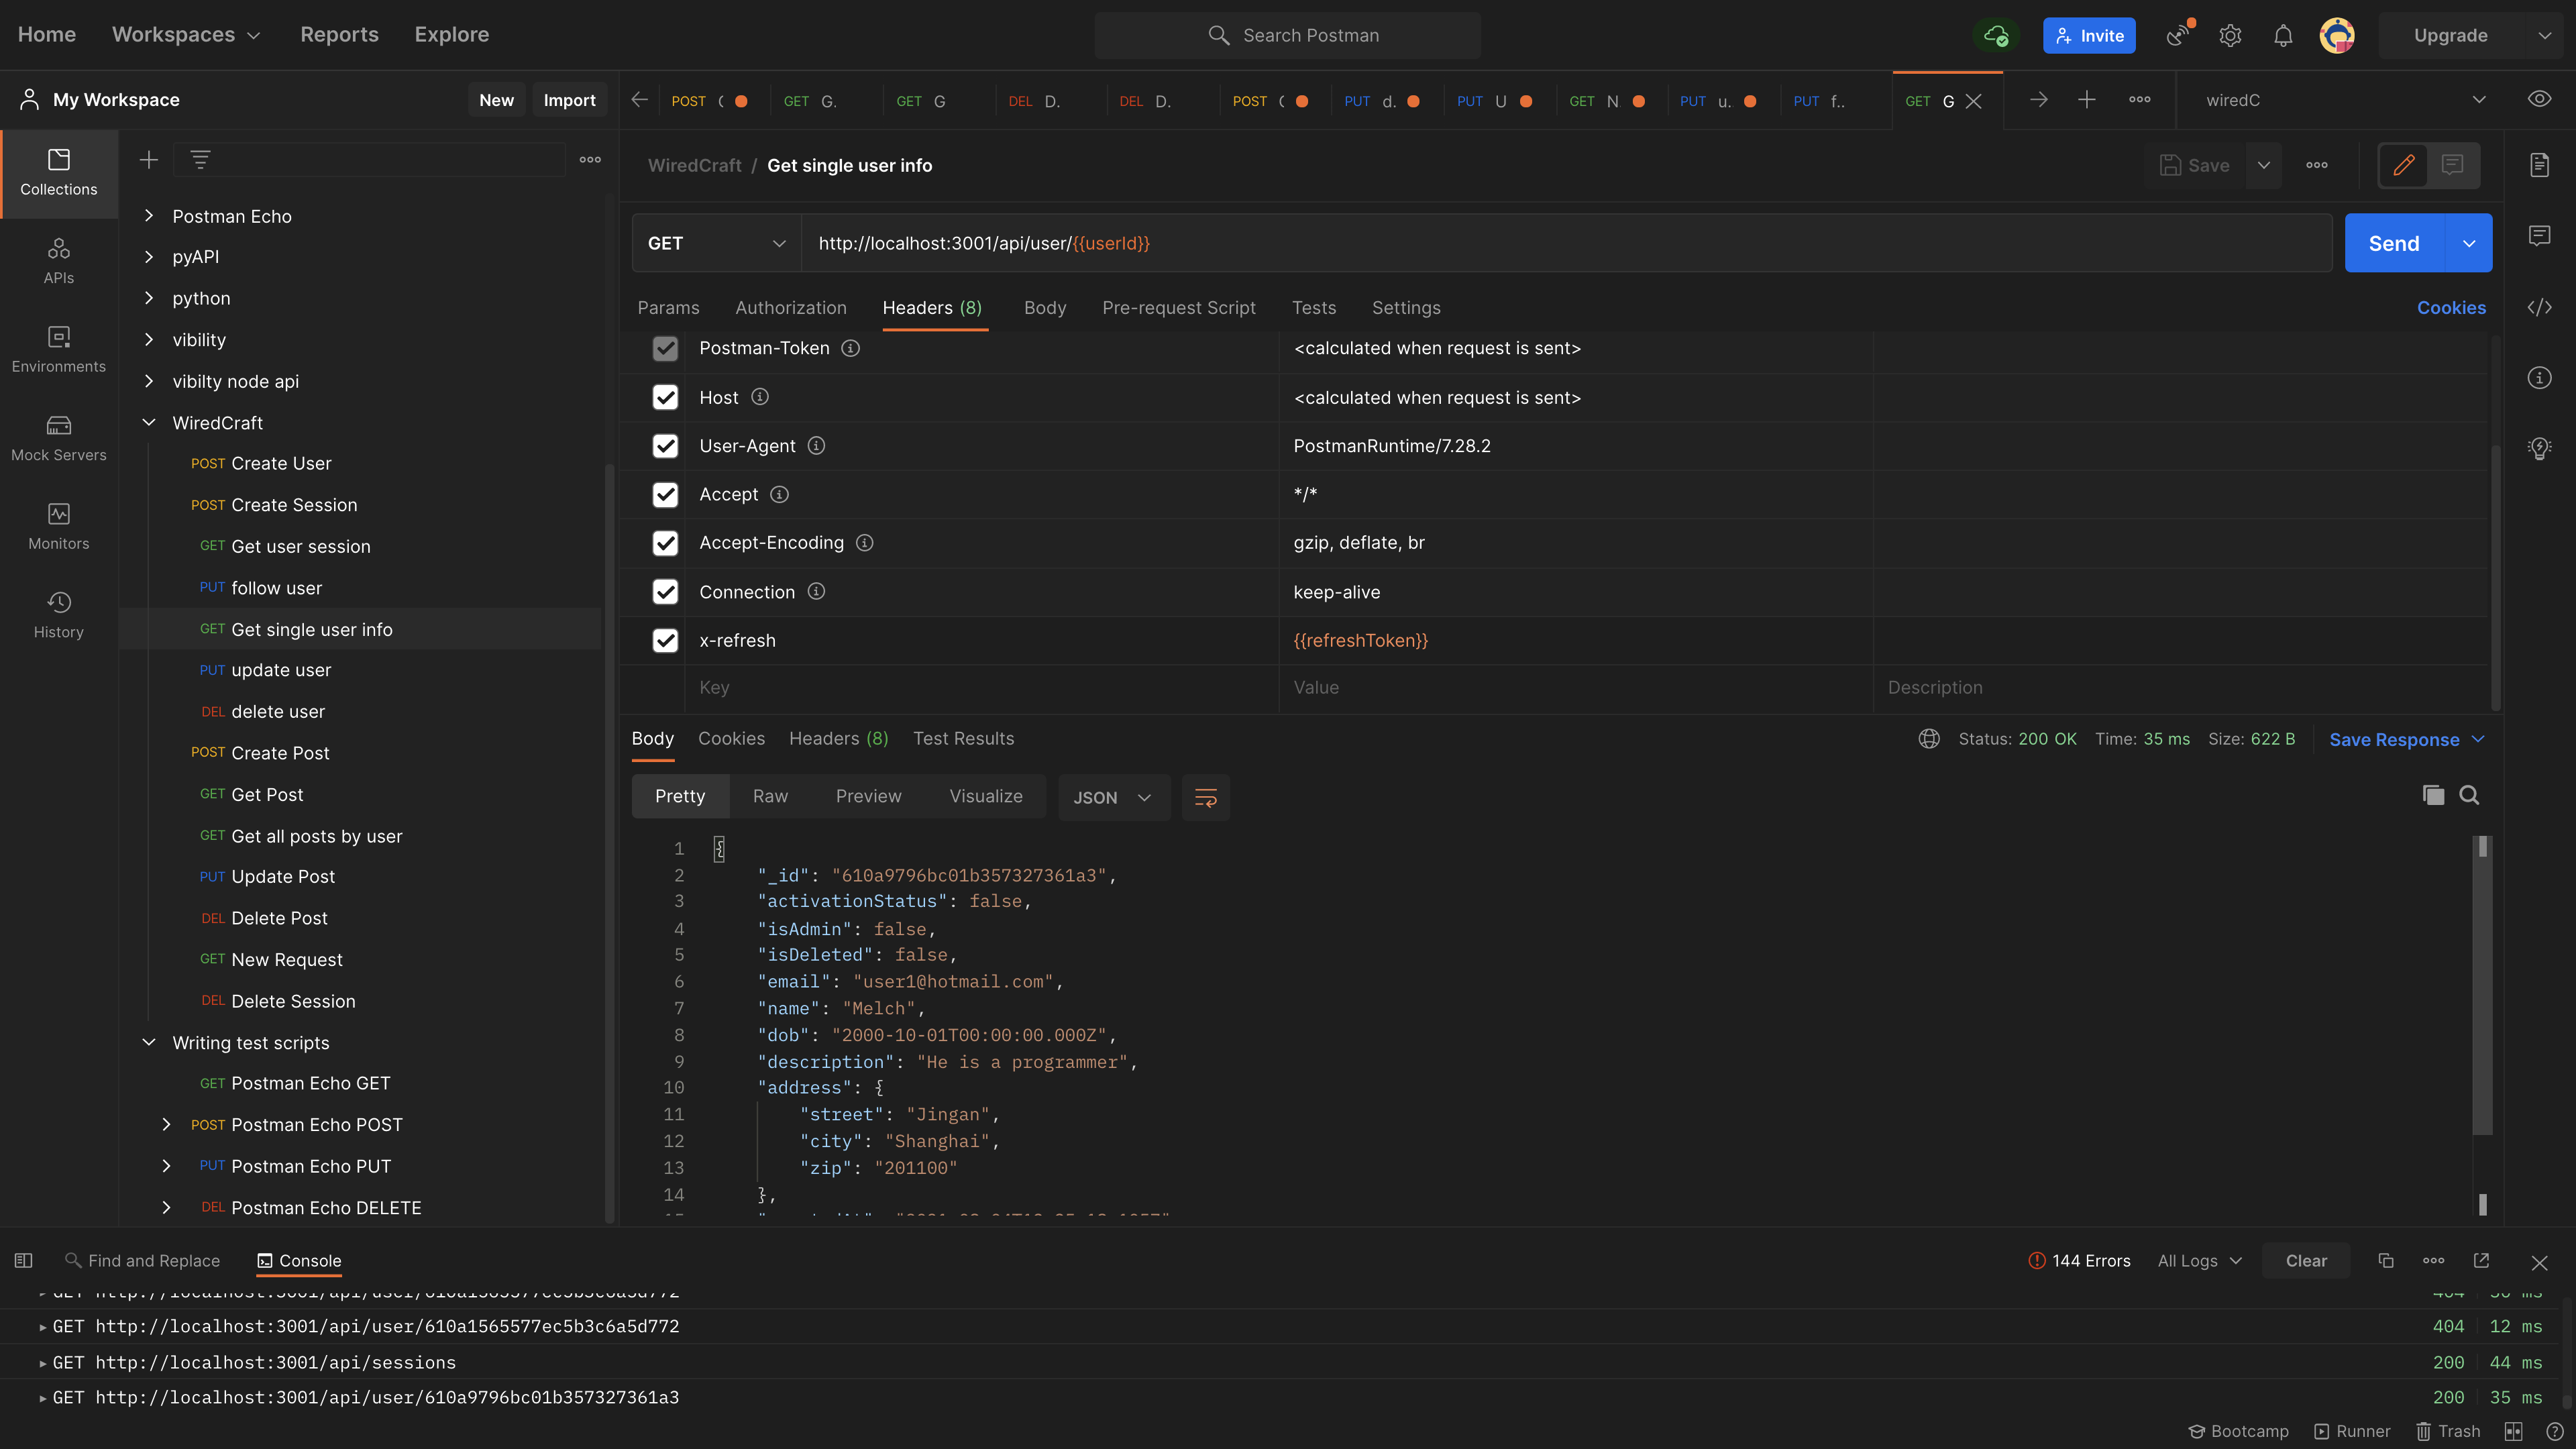 Home Workspaces Reports Explore Search Postman Invite Upgrade
My Workspace New Import
POST GET G. GET G DEL D. DEL D. POST PUT d. PUT U GET N PUT u. PUT f.. GET G wiredC
Collections
APIs
Environments
Mock Servers
Monitors
History
Postman Echo
pyAPI
python
vibility
vibilty node api
WiredCraft
POST Create User
POST Create Session
GET Get user session
PUT follow user
GET Get single user info
PUT update user
DEL delete user
POST Create Post
GET Get Post
GET Get all posts by user
PUT Update Post
DEL Delete Post
GET New Request
DEL Delete Session
Writing test scripts
GET Postman Echo GET
POST Postman Echo POST
PUT Postman Echo PUT
DEL Postman Echo DELETE
WiredCraft / Get single user info Save
GET http://localhost:3001/api/user/{{userId}} Send
Params Authorization Headers (8) Body Pre-request Script Tests Settings Cookies
Postman-Token <calculated when request is sent>
Host <calculated when request is sent>
User-Agent PostmanRuntime/7.28.2
Accept */*
Accept-Encoding gzip, deflate, br
Connection keep-alive
x-refresh {{refreshToken}}
Key Value Description
Body Cookies Headers (8) Test Results Status: 200 OK Time: 35 ms Size: 622 B Save Response
Pretty Raw Preview Visualize JSON
1 {
2 "_id": "610a9796bc01b357327361a3",
3 "activationStatus": false,
4 "isAdmin": false,
5 "isDeleted": false,
6 "email": "user1@hotmail.com",
7 "name": "Melch",
8 "dob": "2000-10-01T00:00:00.000Z",
9 "description": "He is a programmer",
10 "address": {
11 "street": "Jingan",
12 "city": "Shanghai",
13 "zip": "201100"
14 },
Find and Replace Console 144 Errors All Logs Clear
GET http://localhost:3001/api/user/610a1565577ec5b3c6a5d772 404 12 ms
GET http://localhost:3001/api/sessions 200 44 ms
GET http://localhost:3001/api/user/610a9796bc01b357327361a3 200 35 ms
Bootcamp Runner Trash